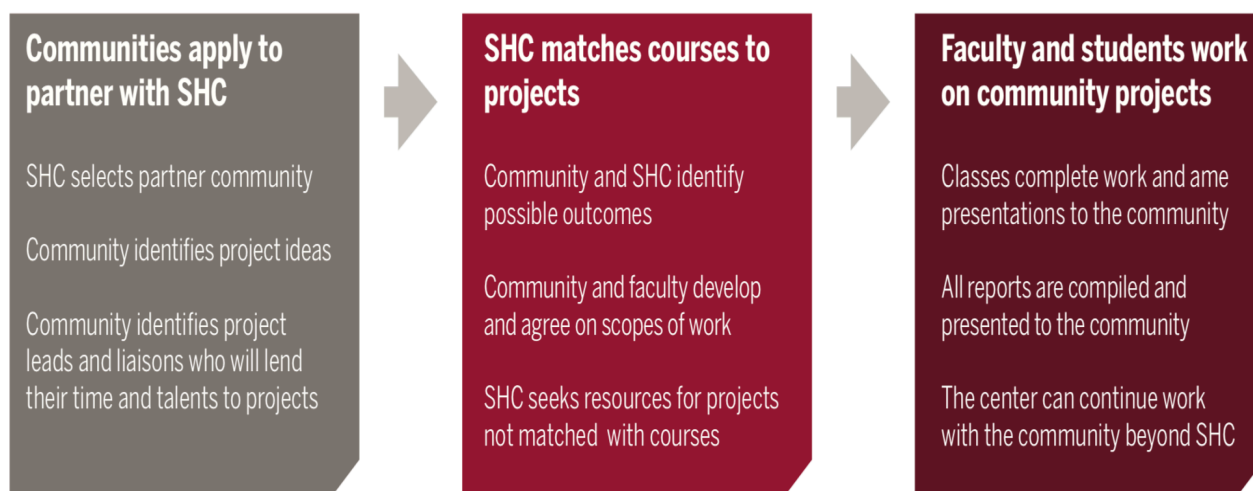 Communities apply to
partner with SHC
SHC selects partner community
Community identifies project ideas
Community identifies project
leads and liaisons who will lend
their time and talents to projects
SHC matches courses to
projects
Community and SHC identify
possible outcomes
Community and faculty develop
and agree on scopes of work
SHC seeks resources for projects
not matched with courses
Faculty and students work
on community projects
Classes complete work and ame
presentations to the community
All reports are compiled and
presented to the community
The center can continue work
with the community beyond SHC